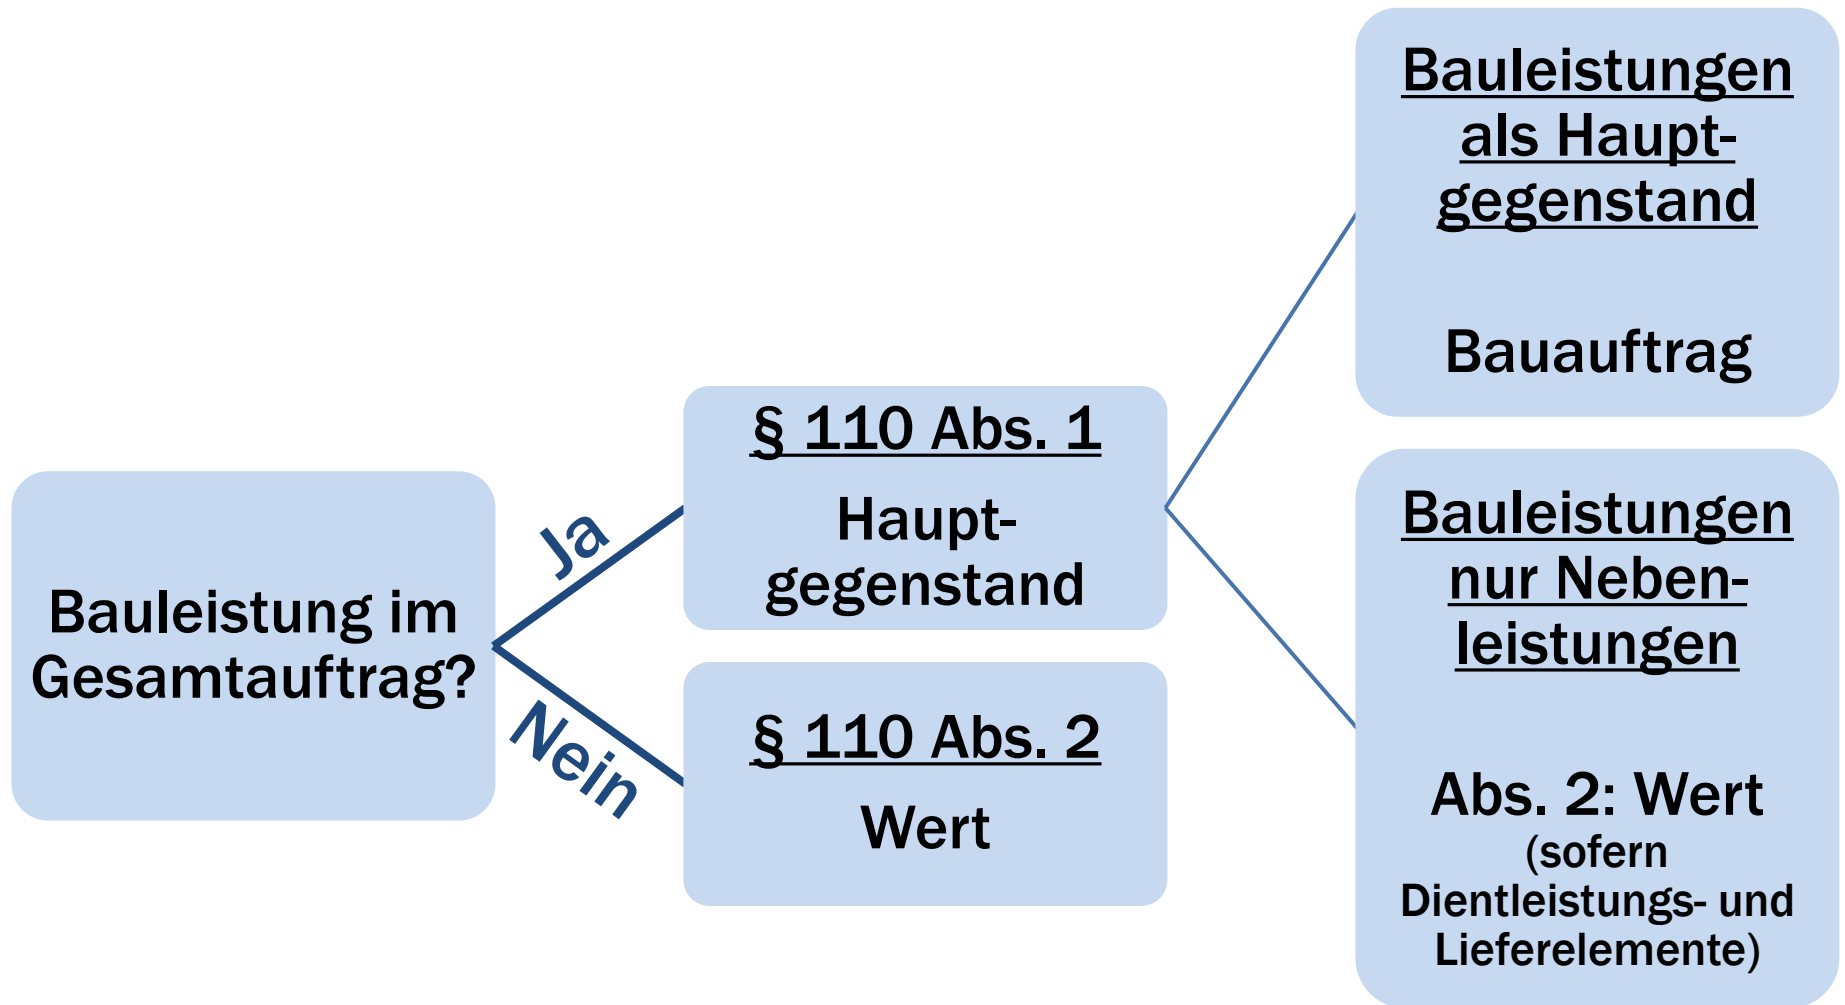 Bauleistung im
Gesamtauftrag?
Ja
Nein
§ 110 Abs. 1
Haupt-
gegenstand
§ 110 Abs. 2
Wert
Bauleistungen
als Haupt-
gegenstand
Bauauftrag
Bauleistungen
nur Neben-
leistungen
Abs. 2: Wert
(sofern
Dientleistungs- und
Lieferelemente)